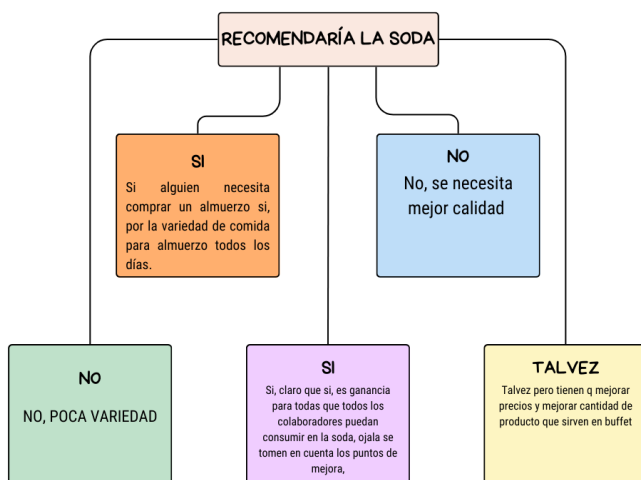 RECOMENDARÍA LA SODA
SI
Si alguien necesita
comprar un almuerzo si,
por la variedad de comida
para almuerzo todos los
días.
NO
No, se necesita
mejor calidad
NO
NO, POCA VARIEDAD
SI
Si, claro que si, es ganancia
para todas que todos los
colaboradores puedan
consumir en la soda, ojala se
tomen en cuenta los puntos de
mejora,
TALVEZ
Talvez pero tienen q mejorar
precios y mejorar cantidad de
producto que sirven en buffet